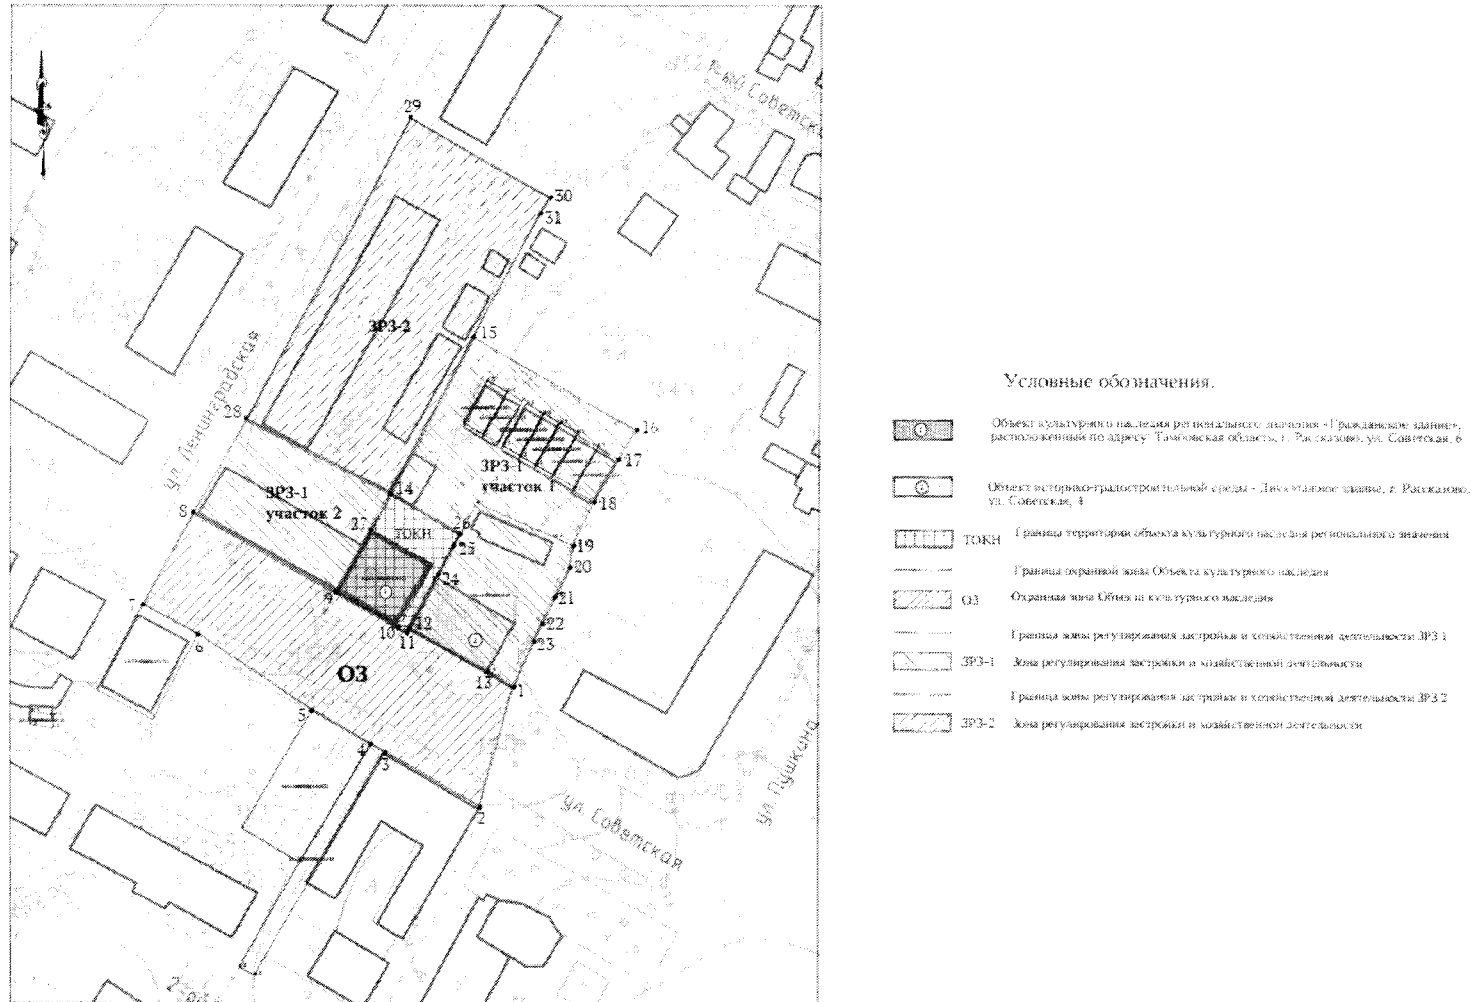 29
30
31
ЗРЗ-2
15
ул. Ленинградская
28
16
17
ЗРЗ-1
участок 1
18
14
ЗРЗ-1
участок 2
8
27
ТОКН
26
25
19
20
24
9
1
21
22
10
12
11
23
2
13
1
7
6
ОЗ
5
4
3
2
ул. Советская
ул. Пушкина
Советска
Условные обозначения.
1
Объект культурного наследия регионального значения «Гражданское здание»,
расположенный по адресу: Тамбовская область, г. Рассказово, ул. Советская, 6
2
Объект историко-градостроительной среды - Двухэтажное здание, г. Рассказово,
ул. Советская, 4
ТОКН Граница территории объекта культурного наследия регионального значения
Граница охранной зоны Объекта культурного наследия
ОЗ Охранная зона Объекта культурного наследия
Граница зоны регулирования застройки и хозяйственной деятельности ЗРЗ 1
ЗРЗ-1 Зона регулирования застройки и хозяйственной деятельности
Граница зоны регулирования застройки и хозяйственной деятельности ЗРЗ 2
ЗРЗ-2 Зона регулирования застройки и хозяйственной деятельности